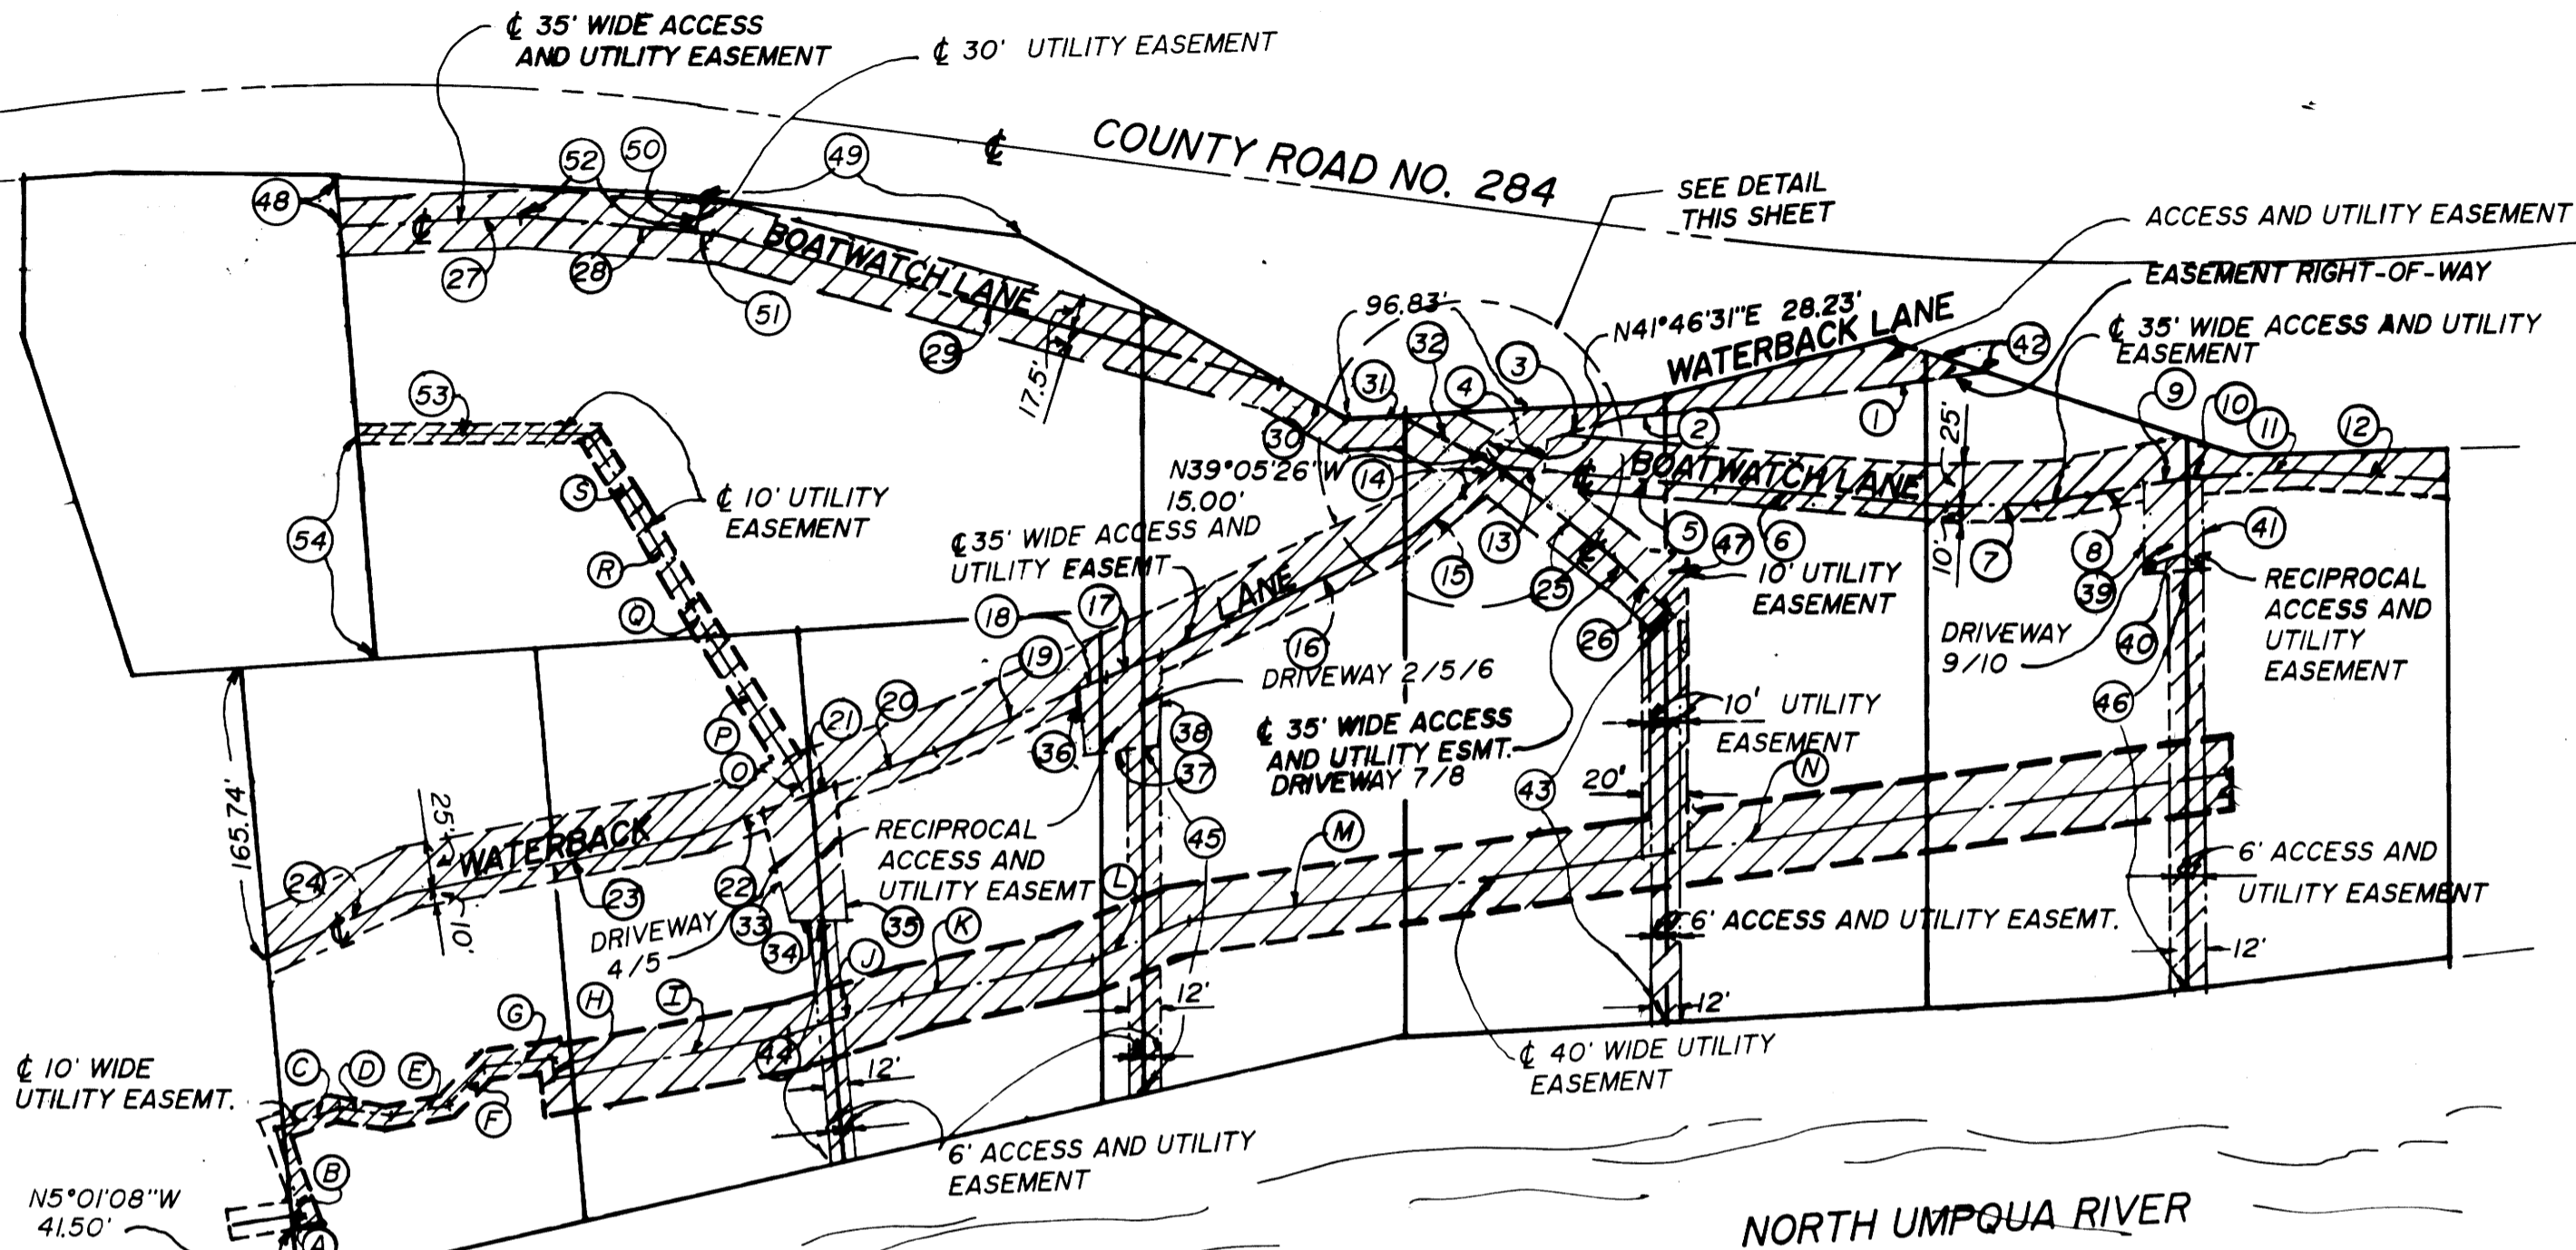 ℄ 35' WIDE ACCESS
AND UTILITY EASEMENT
℄ 30' UTILITY EASEMENT
℄ COUNTY ROAD NO. 284
SEE DETAIL
THIS SHEET
ACCESS AND UTILITY EASEMENT
EASEMENT RIGHT-OF-WAY
℄ 35' WIDE ACCESS AND UTILITY
EASEMENT
48
52
50
49
℄
27
28
51
BOATWATCH LANE
29
17.5'
96.83'
N41°46'31"E 28.23'
WATERBACK LANE
30
31
32
4
3
2
1
42
9
10
11
12
53
54
S
R
Q
P
O
℄ 10' UTILITY
EASEMENT
N39°05'26"W
15.00'
14
℄ BOATWATCH LANE
25'
10'
13
15
25
5
47
6
7
8
39
41
40
46
10' UTILITY
EASEMENT
DRIVEWAY
9/10
RECIPROCAL
ACCESS AND
UTILITY
EASEMENT
℄ 35' WIDE ACCESS AND
UTILITY EASEMT
LANE
18
17
19
16
26
℄
DRIVEWAY 2/5/6
℄ 35' WIDE ACCESS
AND UTILITY ESMT.
DRIVEWAY 7/8
10' UTILITY
EASEMENT
20'
43
N
21
20
36
38
37
45
165.74'
25'
WATERBACK
10'
24
℄
23
22
33
34
35
DRIVEWAY
4/5
RECIPROCAL
ACCESS AND
UTILITY EASEMT
L
M
K
J
I
H
G
F
E
D
C
B
A
44
12'
12'
12'
12'
6' ACCESS AND
UTILITY EASEMENT
6' ACCESS AND UTILITY EASEMT.
℄ 40' WIDE UTILITY
EASEMENT
℄ 10' WIDE
UTILITY EASEMT.
6' ACCESS AND UTILITY
EASEMENT
N5°01'08"W
41.50'
NORTH UMPQUA RIVER